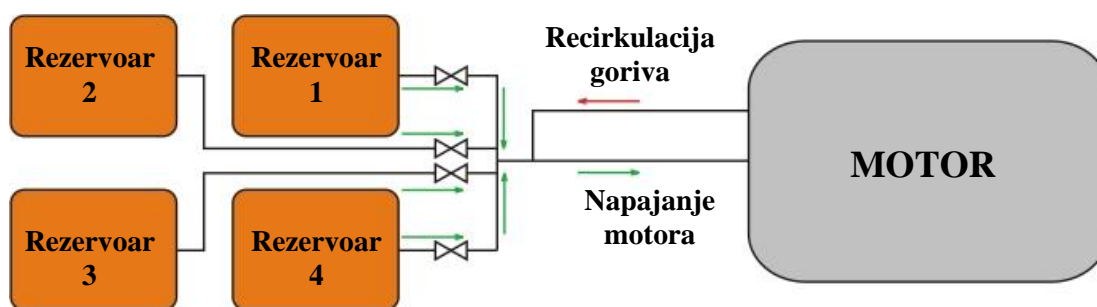 Rezervoar
2
Rezervoar
1
Recirkulacija
goriva
MOTOR
Napajanje
motora
Rezervoar
3
Rezervoar
4